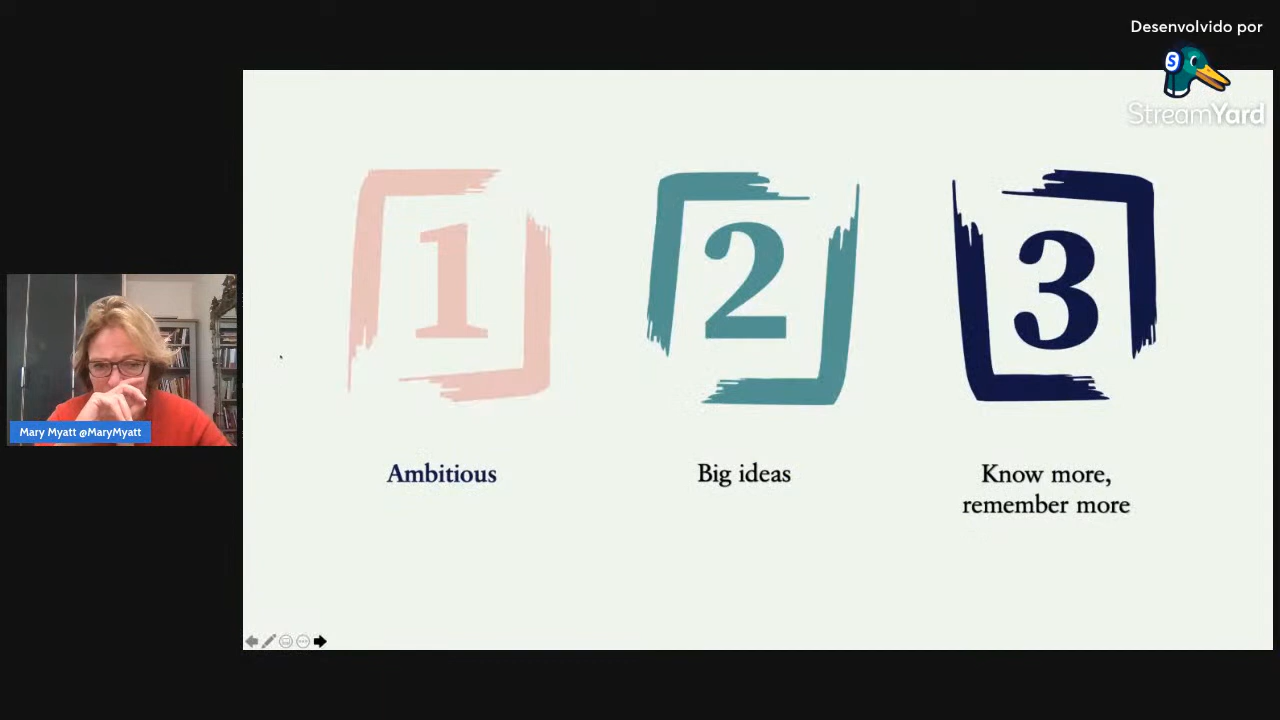 Desenvolvido por
S
StreamYard
1
2
3
Ambitious
Big ideas
Know more,
remember more
Mary Myatt @MaryMyatt